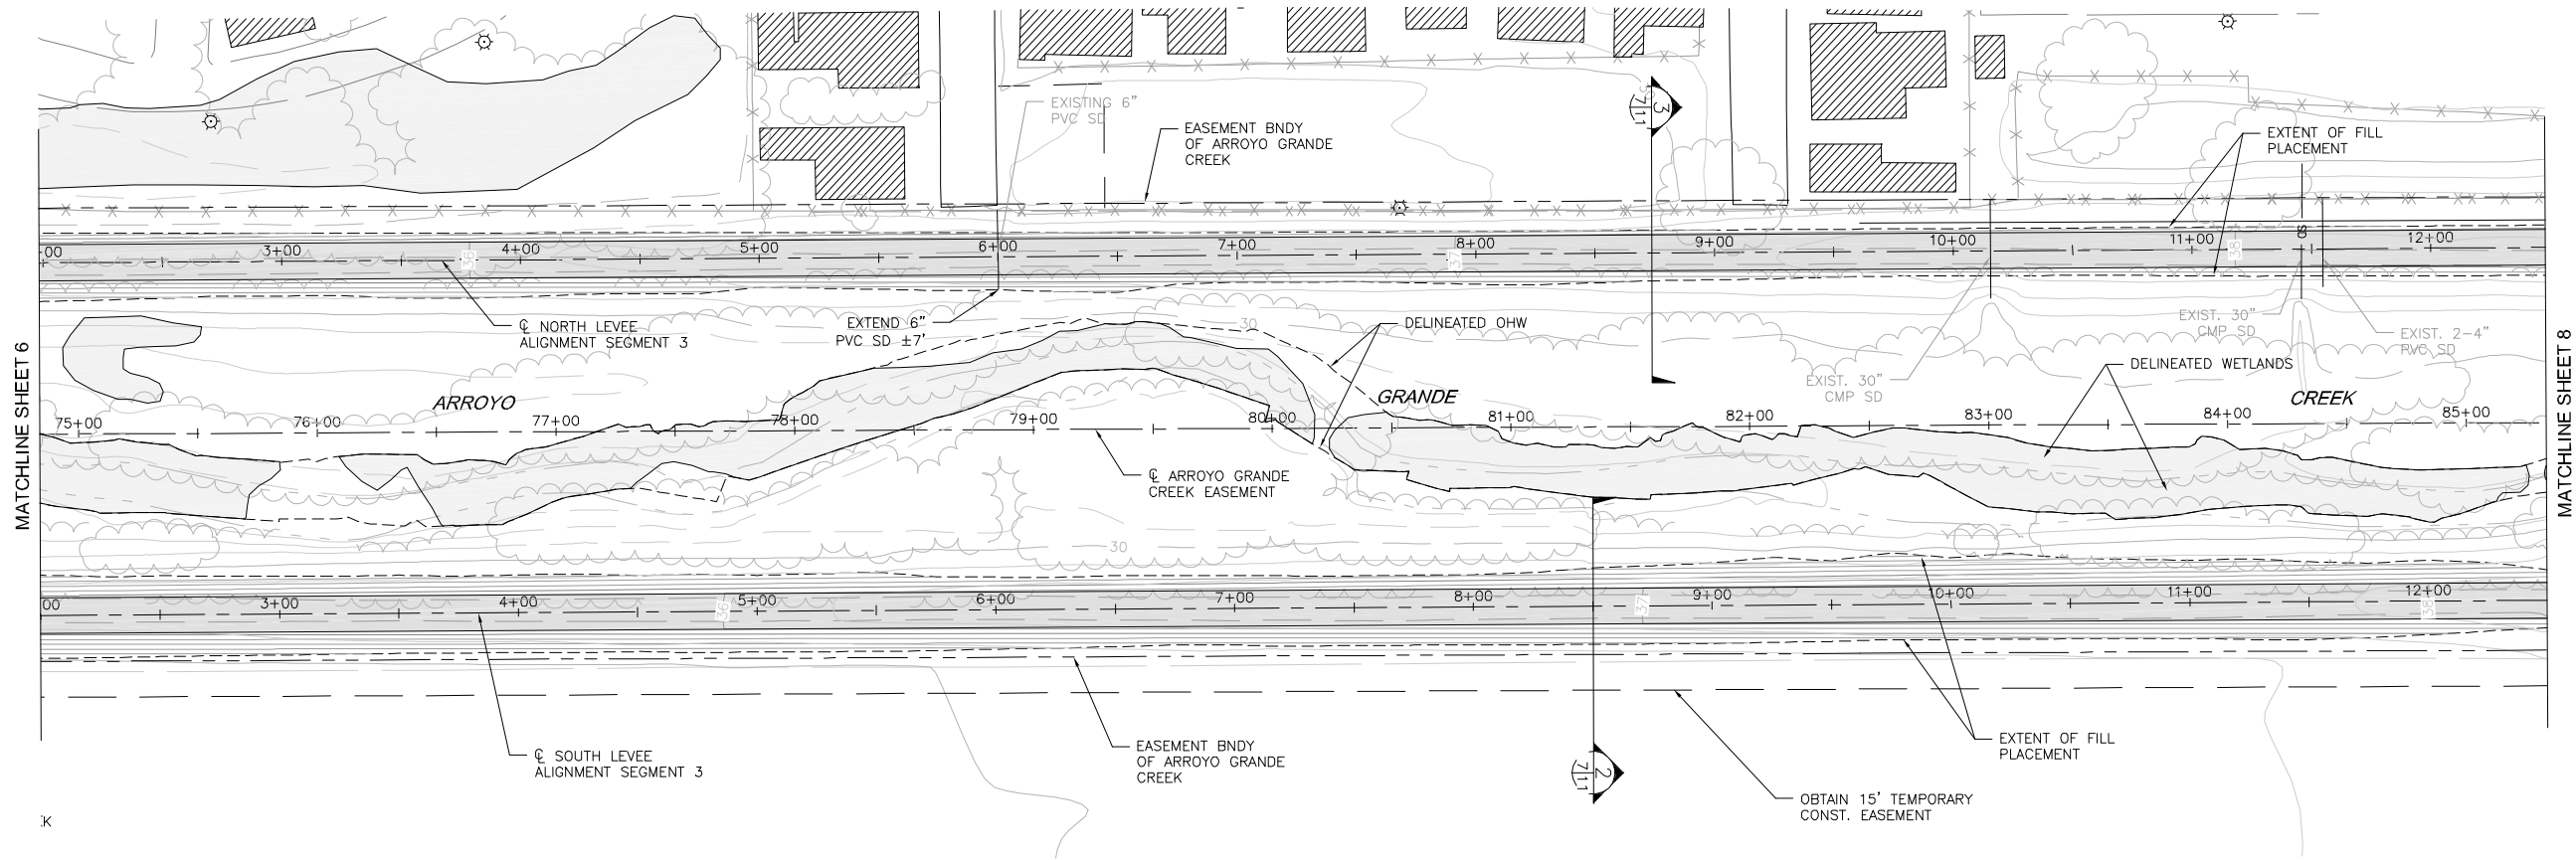 EXISTING 6"
PVC SD
EASEMENT BNDY
OF ARROYO GRANDE
CREEK
3
7|11
EXTENT OF FILL
PLACEMENT
00
3+00
4+00
5+00
6+00
7+00
8+00
9+00
10+00
11+00
12+00
36
37
38
S
℄ NORTH LEVEE
ALIGNMENT SEGMENT 3
EXTEND 6"
PVC SD ±7'
30
DELINEATED OHW
EXIST. 30"
CMP SD
EXIST. 30"
CMP SD
EXIST. 2-4"
PVC SD
DELINEATED WETLANDS
MATCHLINE SHEET 6
MATCHLINE SHEET 8
ARROYO
GRANDE
CREEK
75+00
76+00
77+00
78+00
79+00
80+00
81+00
82+00
83+00
84+00
85+00
℄ ARROYO GRANDE
CREEK EASEMENT
30
00
3+00
4+00
5+00
6+00
7+00
8+00
9+00
10+00
11+00
12+00
36
37
38
℄ SOUTH LEVEE
ALIGNMENT SEGMENT 3
EASEMENT BNDY
OF ARROYO GRANDE
CREEK
2
7|11
EXTENT OF FILL
PLACEMENT
OBTAIN 15' TEMPORARY
CONST. EASEMENT
K